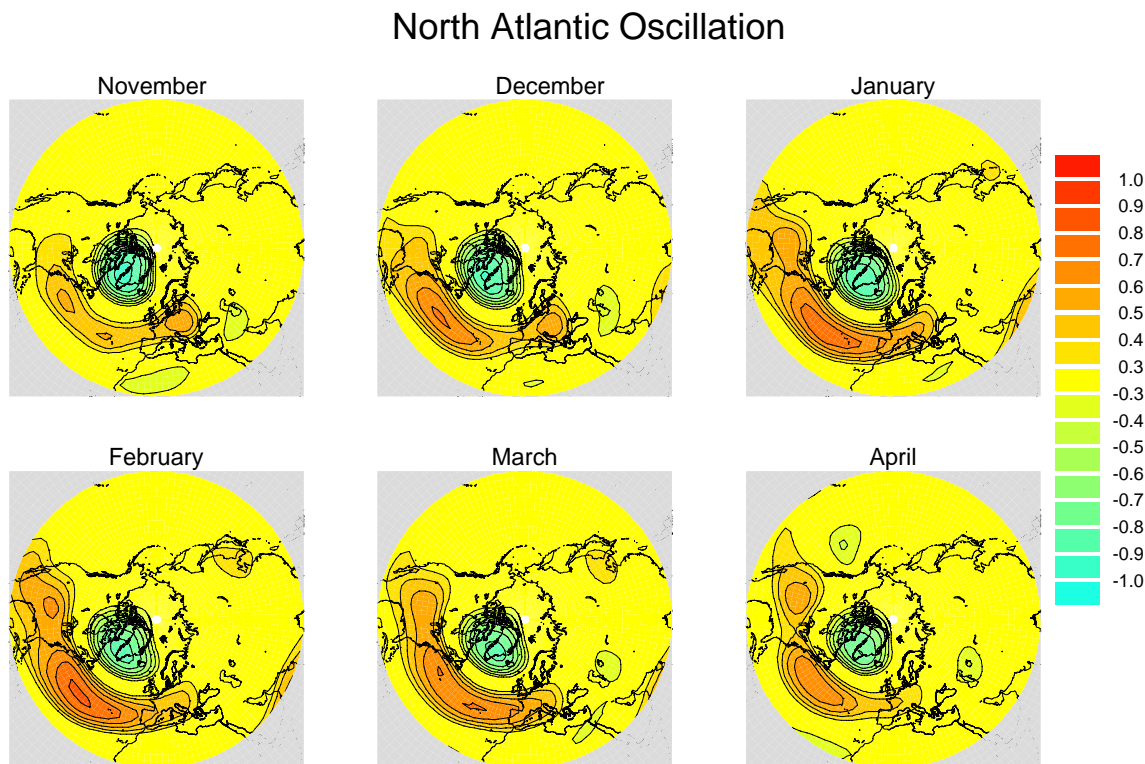 North Atlantic Oscillation
November
December
January
1.0
0.9
0.8
0.7
0.6
0.5
0.4
0.3
-0.3
-0.4
-0.5
-0.6
-0.7
-0.8
-0.9
-1.0
February
March
April